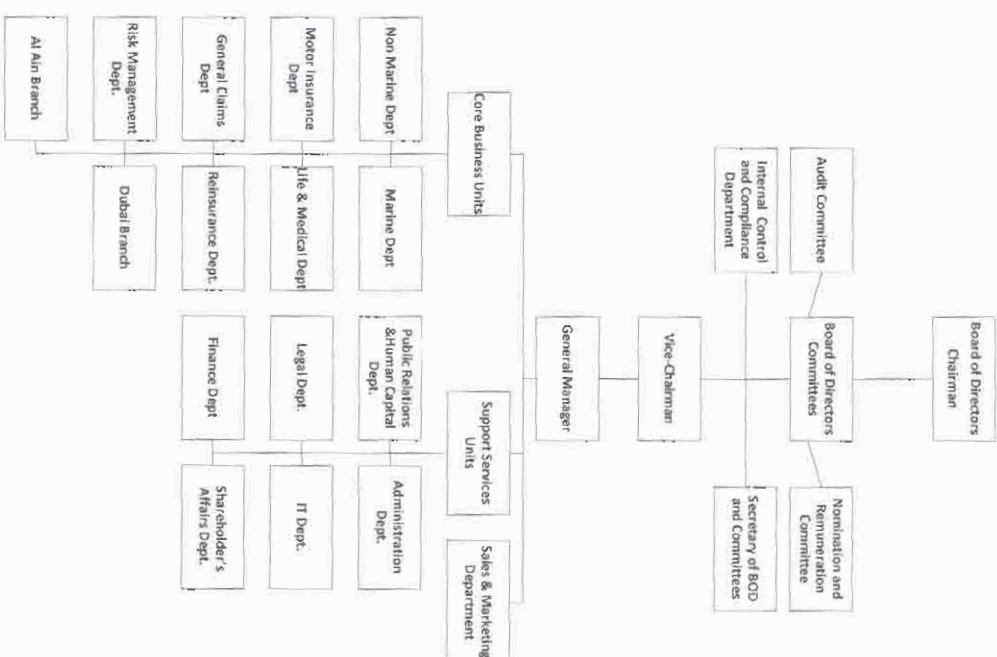 Board of Directors
Chairman
Board of Directors
Committees
Audit Committee
Nomination and
Remuneration
Committee
Internal Control
and Compliance
Department
Secretary of BOD
and Committees
Vice-Chairman
General Manager
Core Business Units
Support Services
Units
Sales & Marketing
Department
Non Marine Dept
Marine Dept
Motor Insurance
Dept
Life & Medical Dept
General Claims
Dept
Reinsurance Dept.
Risk Management
Dept.
Dubai Branch
Al Ain Branch
Public Relations
&Human Capital
Dept.
Administration
Dept.
Legal Dept.
IT Dept.
Finance Dept
Shareholder's
Affairs Dept.